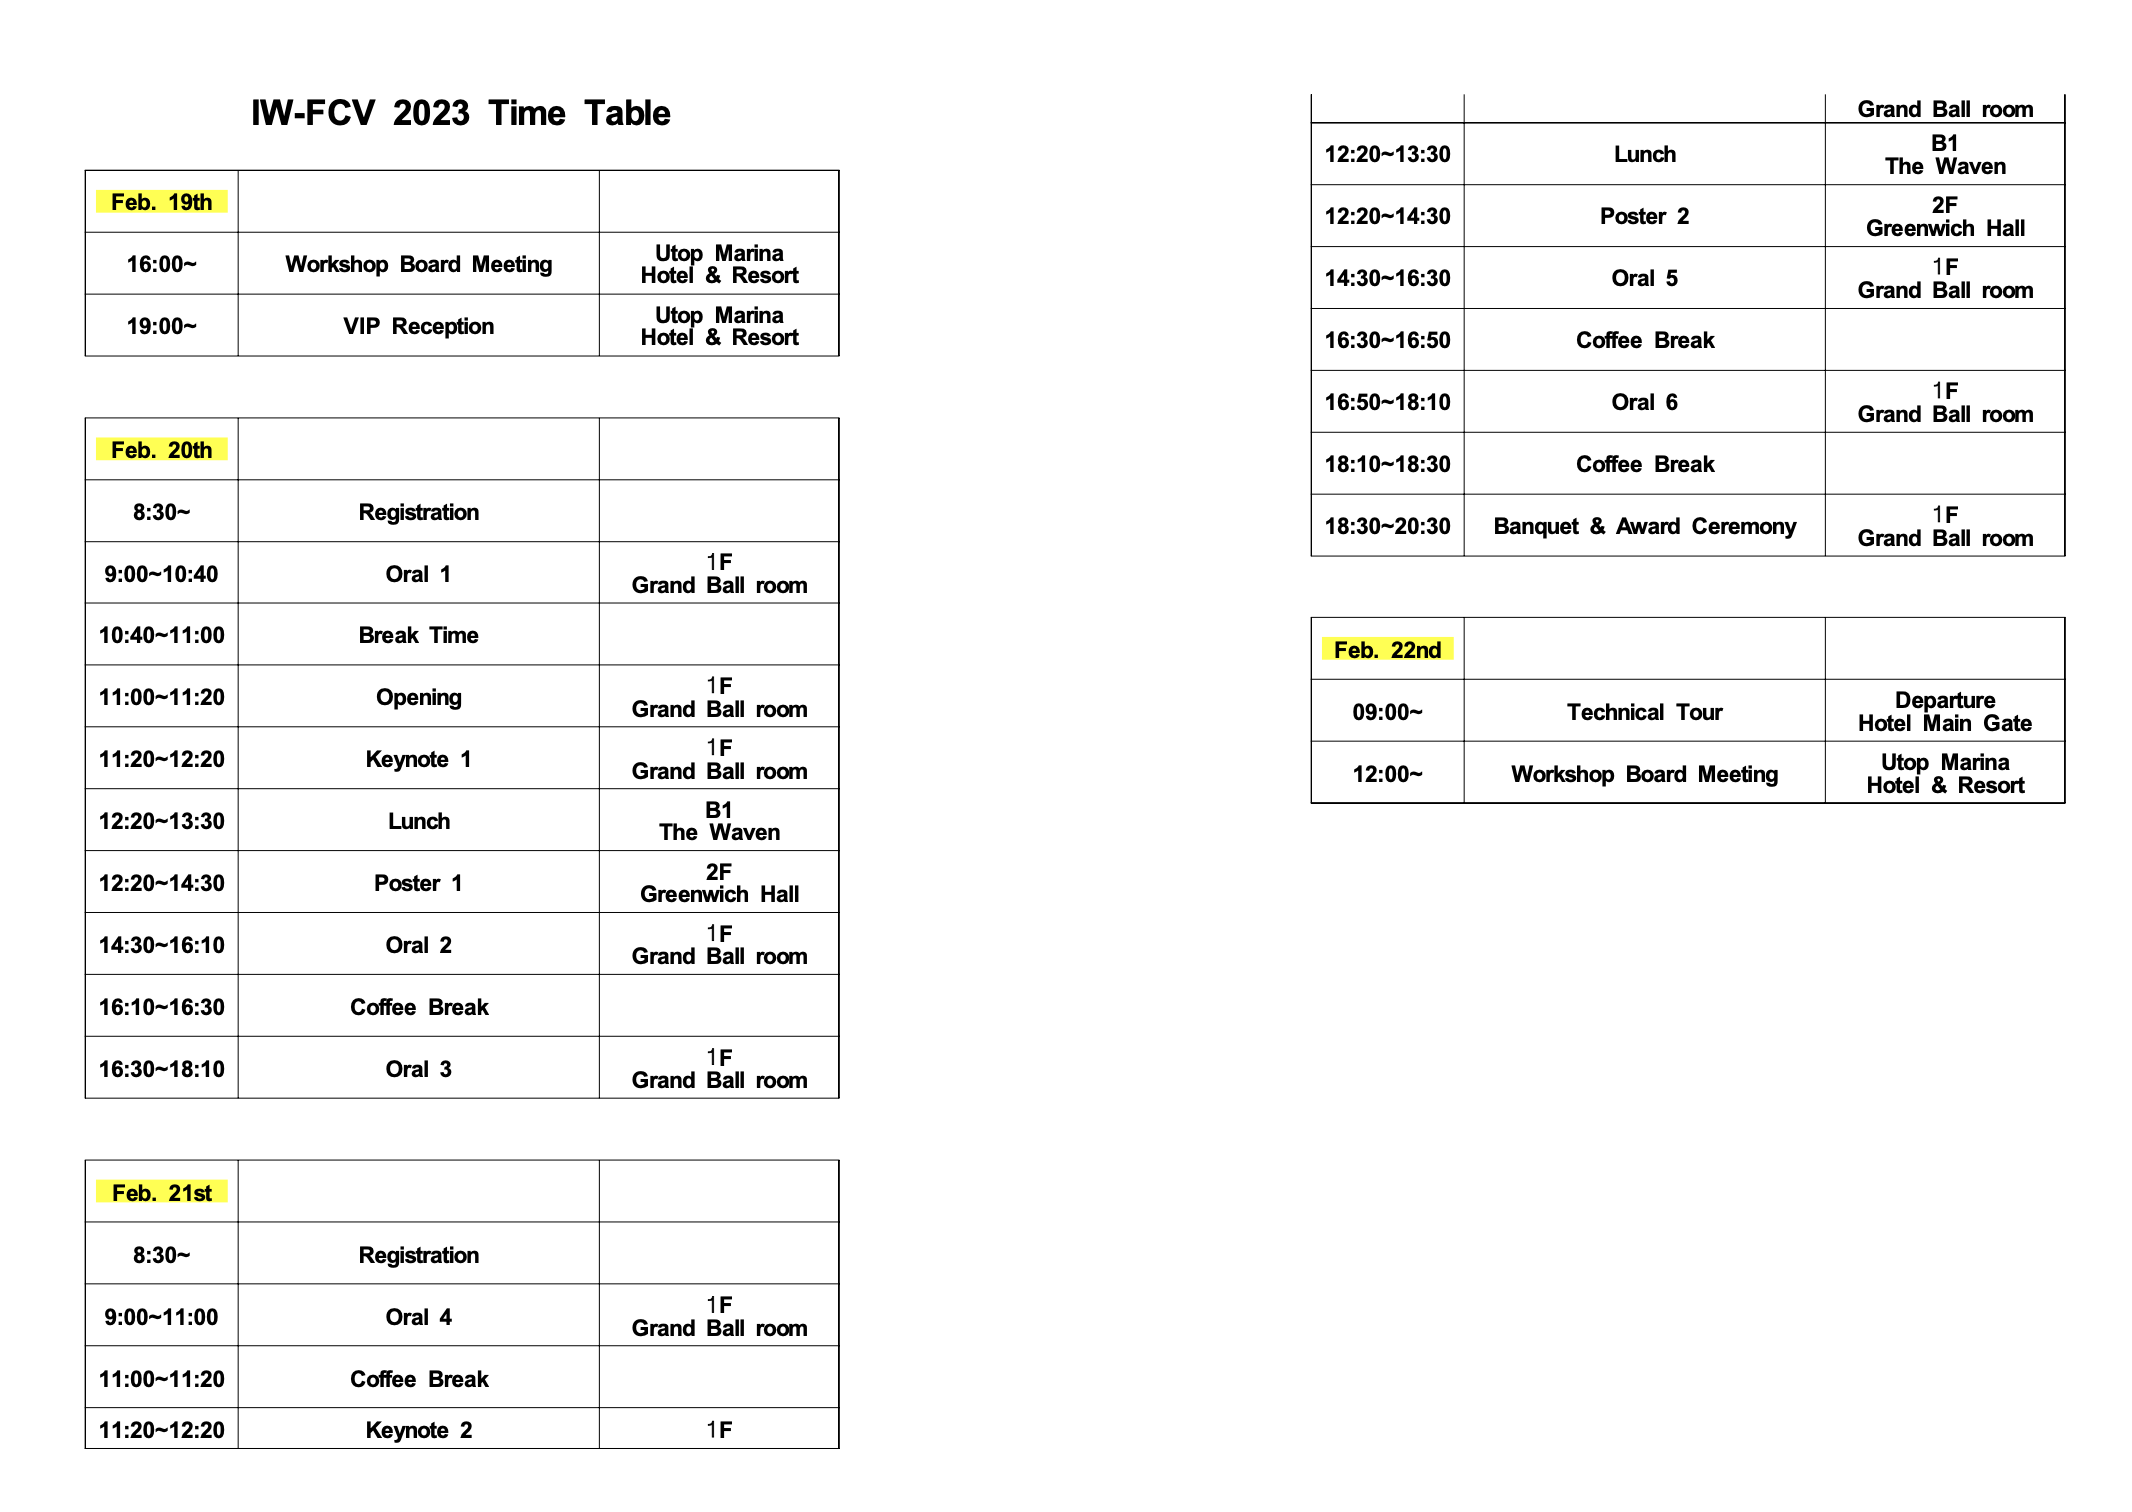 IW-FCV 2023 Time Table
Feb. 19th
16:00~ Workshop Board Meeting Utop Marina
Hotel & Resort
19:00~ VIP Reception Utop Marina
Hotel & Resort
Feb. 20th
8:30~ Registration
9:00~10:40 Oral 1 1F
Grand Ball room
10:40~11:00 Break Time
11:00~11:20 Opening 1F
Grand Ball room
11:20~12:20 Keynote 1 1F
Grand Ball room
12:20~13:30 Lunch B1
The Waven
12:20~14:30 Poster 1 2F
Greenwich Hall
14:30~16:10 Oral 2 1F
Grand Ball room
16:10~16:30 Coffee Break
16:30~18:10 Oral 3 1F
Grand Ball room
Feb. 21st
8:30~ Registration
9:00~11:00 Oral 4 1F
Grand Ball room
11:00~11:20 Coffee Break
11:20~12:20 Keynote 2 1F
Grand Ball room
12:20~13:30 Lunch B1
The Waven
12:20~14:30 Poster 2 2F
Greenwich Hall
14:30~16:30 Oral 5 1F
Grand Ball room
16:30~16:50 Coffee Break
16:50~18:10 Oral 6 1F
Grand Ball room
18:10~18:30 Coffee Break
18:30~20:30 Banquet & Award Ceremony 1F
Grand Ball room
Feb. 22nd
09:00~ Technical Tour Departure
Hotel Main Gate
12:00~ Workshop Board Meeting Utop Marina
Hotel & Resort